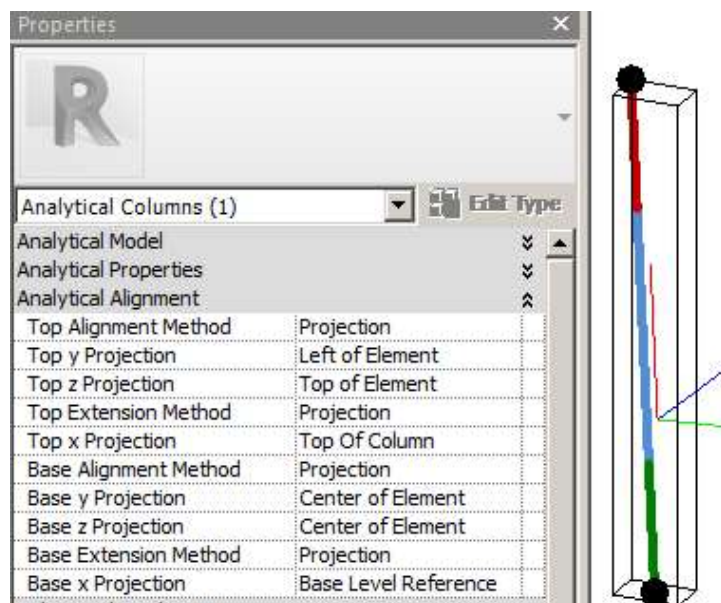 Properties
Analytical Columns (1)
Edit Type
Analytical Model
Analytical Properties
Analytical Alignment
Top Alignment Method Projection
Top y Projection Left of Element
Top z Projection Top of Element
Top Extension Method Projection
Top x Projection Top Of Column
Base Alignment Method Projection
Base y Projection Center of Element
Base z Projection Center of Element
Base Extension Method Projection
Base x Projection Base Level Reference